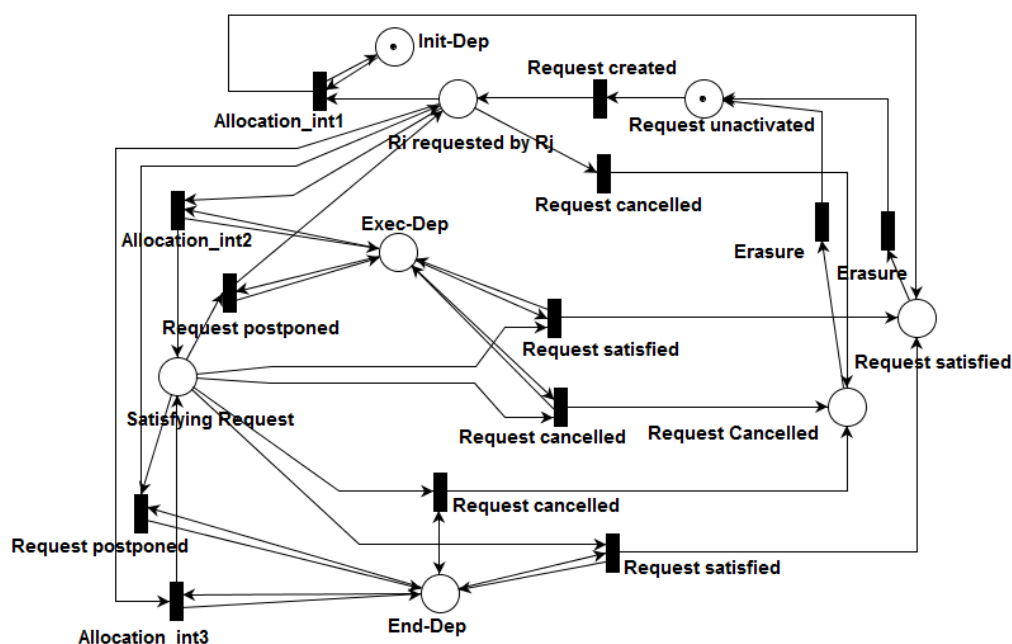 Init-Dep
Request created
Allocation_int1
Request unactivated
Ri requested by Rj
Request cancelled
Exec-Dep
Allocation_int2
Erasure
Erasure
Request postponed
Request satisfied
Request satisfied
Satisfying Request
Request cancelled
Request Cancelled
Request cancelled
Request postponed
Request satisfied
End-Dep
Allocation_int3